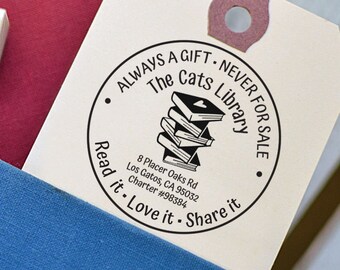 ALWAYS A GIFT • NEVER FOR SALE
The Cats Library
8 Placer Oaks Rd
Los Gatos, CA 95032
Charter #98384
• Read it • Love it • Share it •